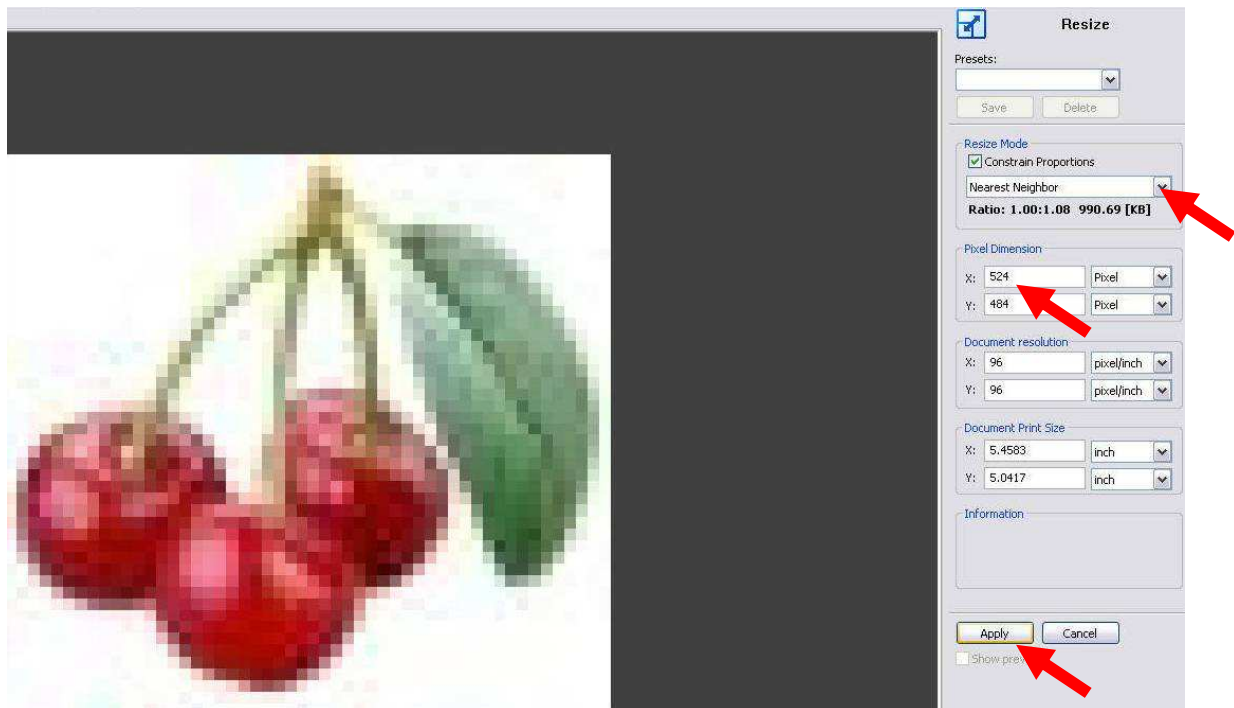 Resize
Presets:
Save Delete
Resize Mode
Constrain Proportions
Nearest Neighbor
Ratio: 1.00:1.08 990.69 [KB]
Pixel Dimension
X: 524 Pixel
Y: 484 Pixel
Document resolution
X: 96 pixel/inch
Y: 96 pixel/inch
Document Print Size
X: 5.4583 inch
Y: 5.0417 inch
Information
Apply Cancel
Show